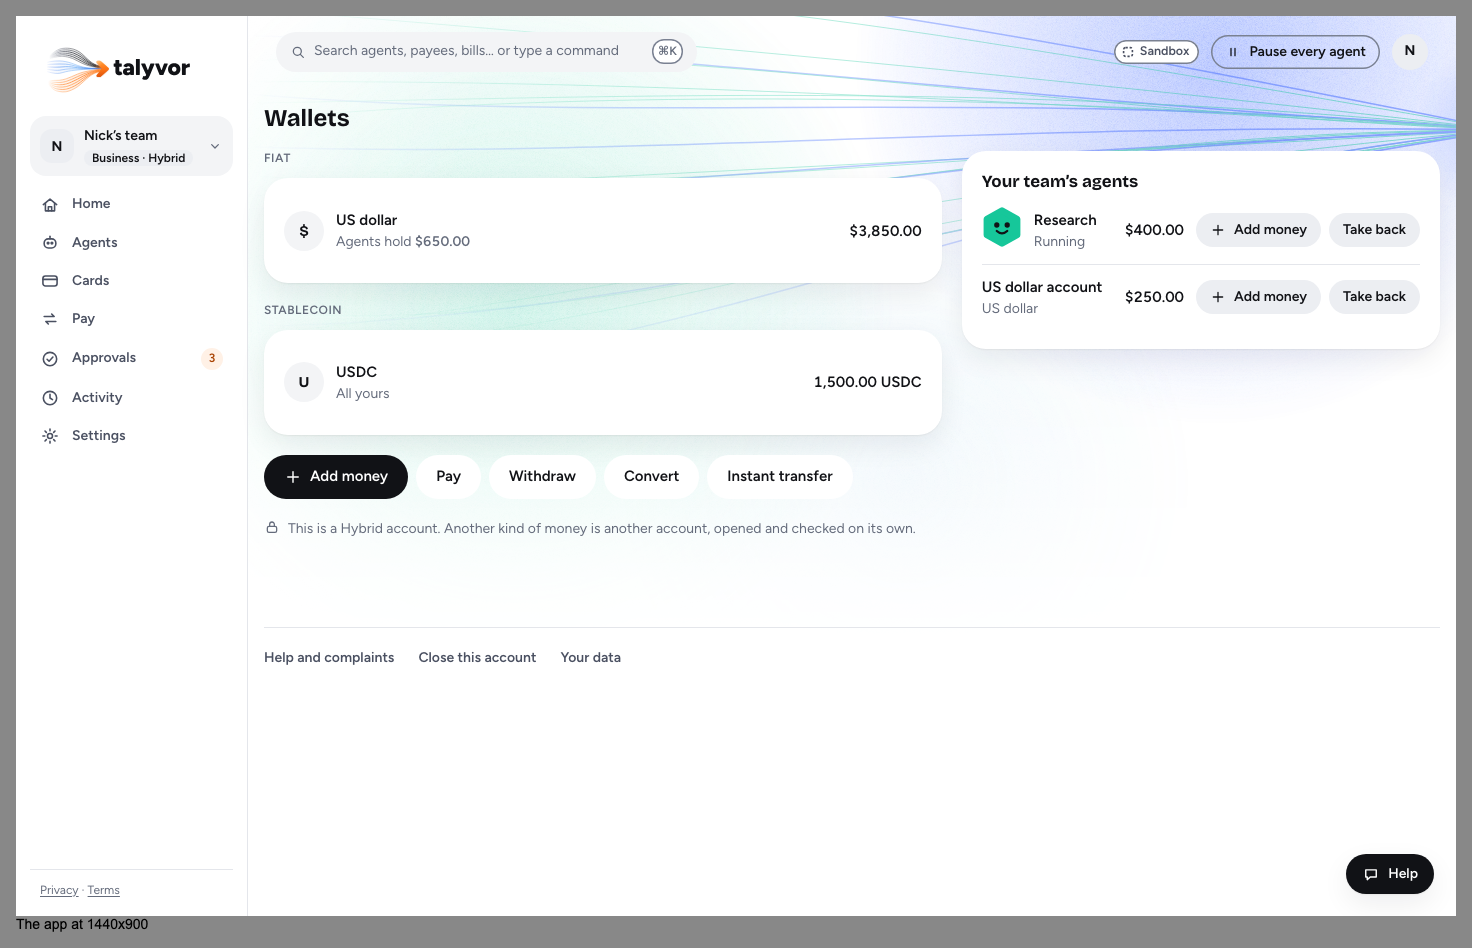 talyvor
N
Nick's team
Business · Hybrid
Home
Agents
Cards
Pay
Approvals
3
Activity
Settings
Privacy · Terms
Search agents, payees, bills... or type a command
⌘K
Sandbox
Pause every agent
N
Wallets
FIAT
$
US dollar
Agents hold $650.00
$3,850.00
STABLECOIN
U
USDC
All yours
1,500.00 USDC
Add money
Pay
Withdraw
Convert
Instant transfer
This is a Hybrid account. Another kind of money is another account, opened and checked on its own.
Your team's agents
Research
Running
$400.00
Add money
Take back
US dollar account
US dollar
$250.00
Add money
Take back
Help and complaints
Close this account
Your data
Help
The app at 1440x900